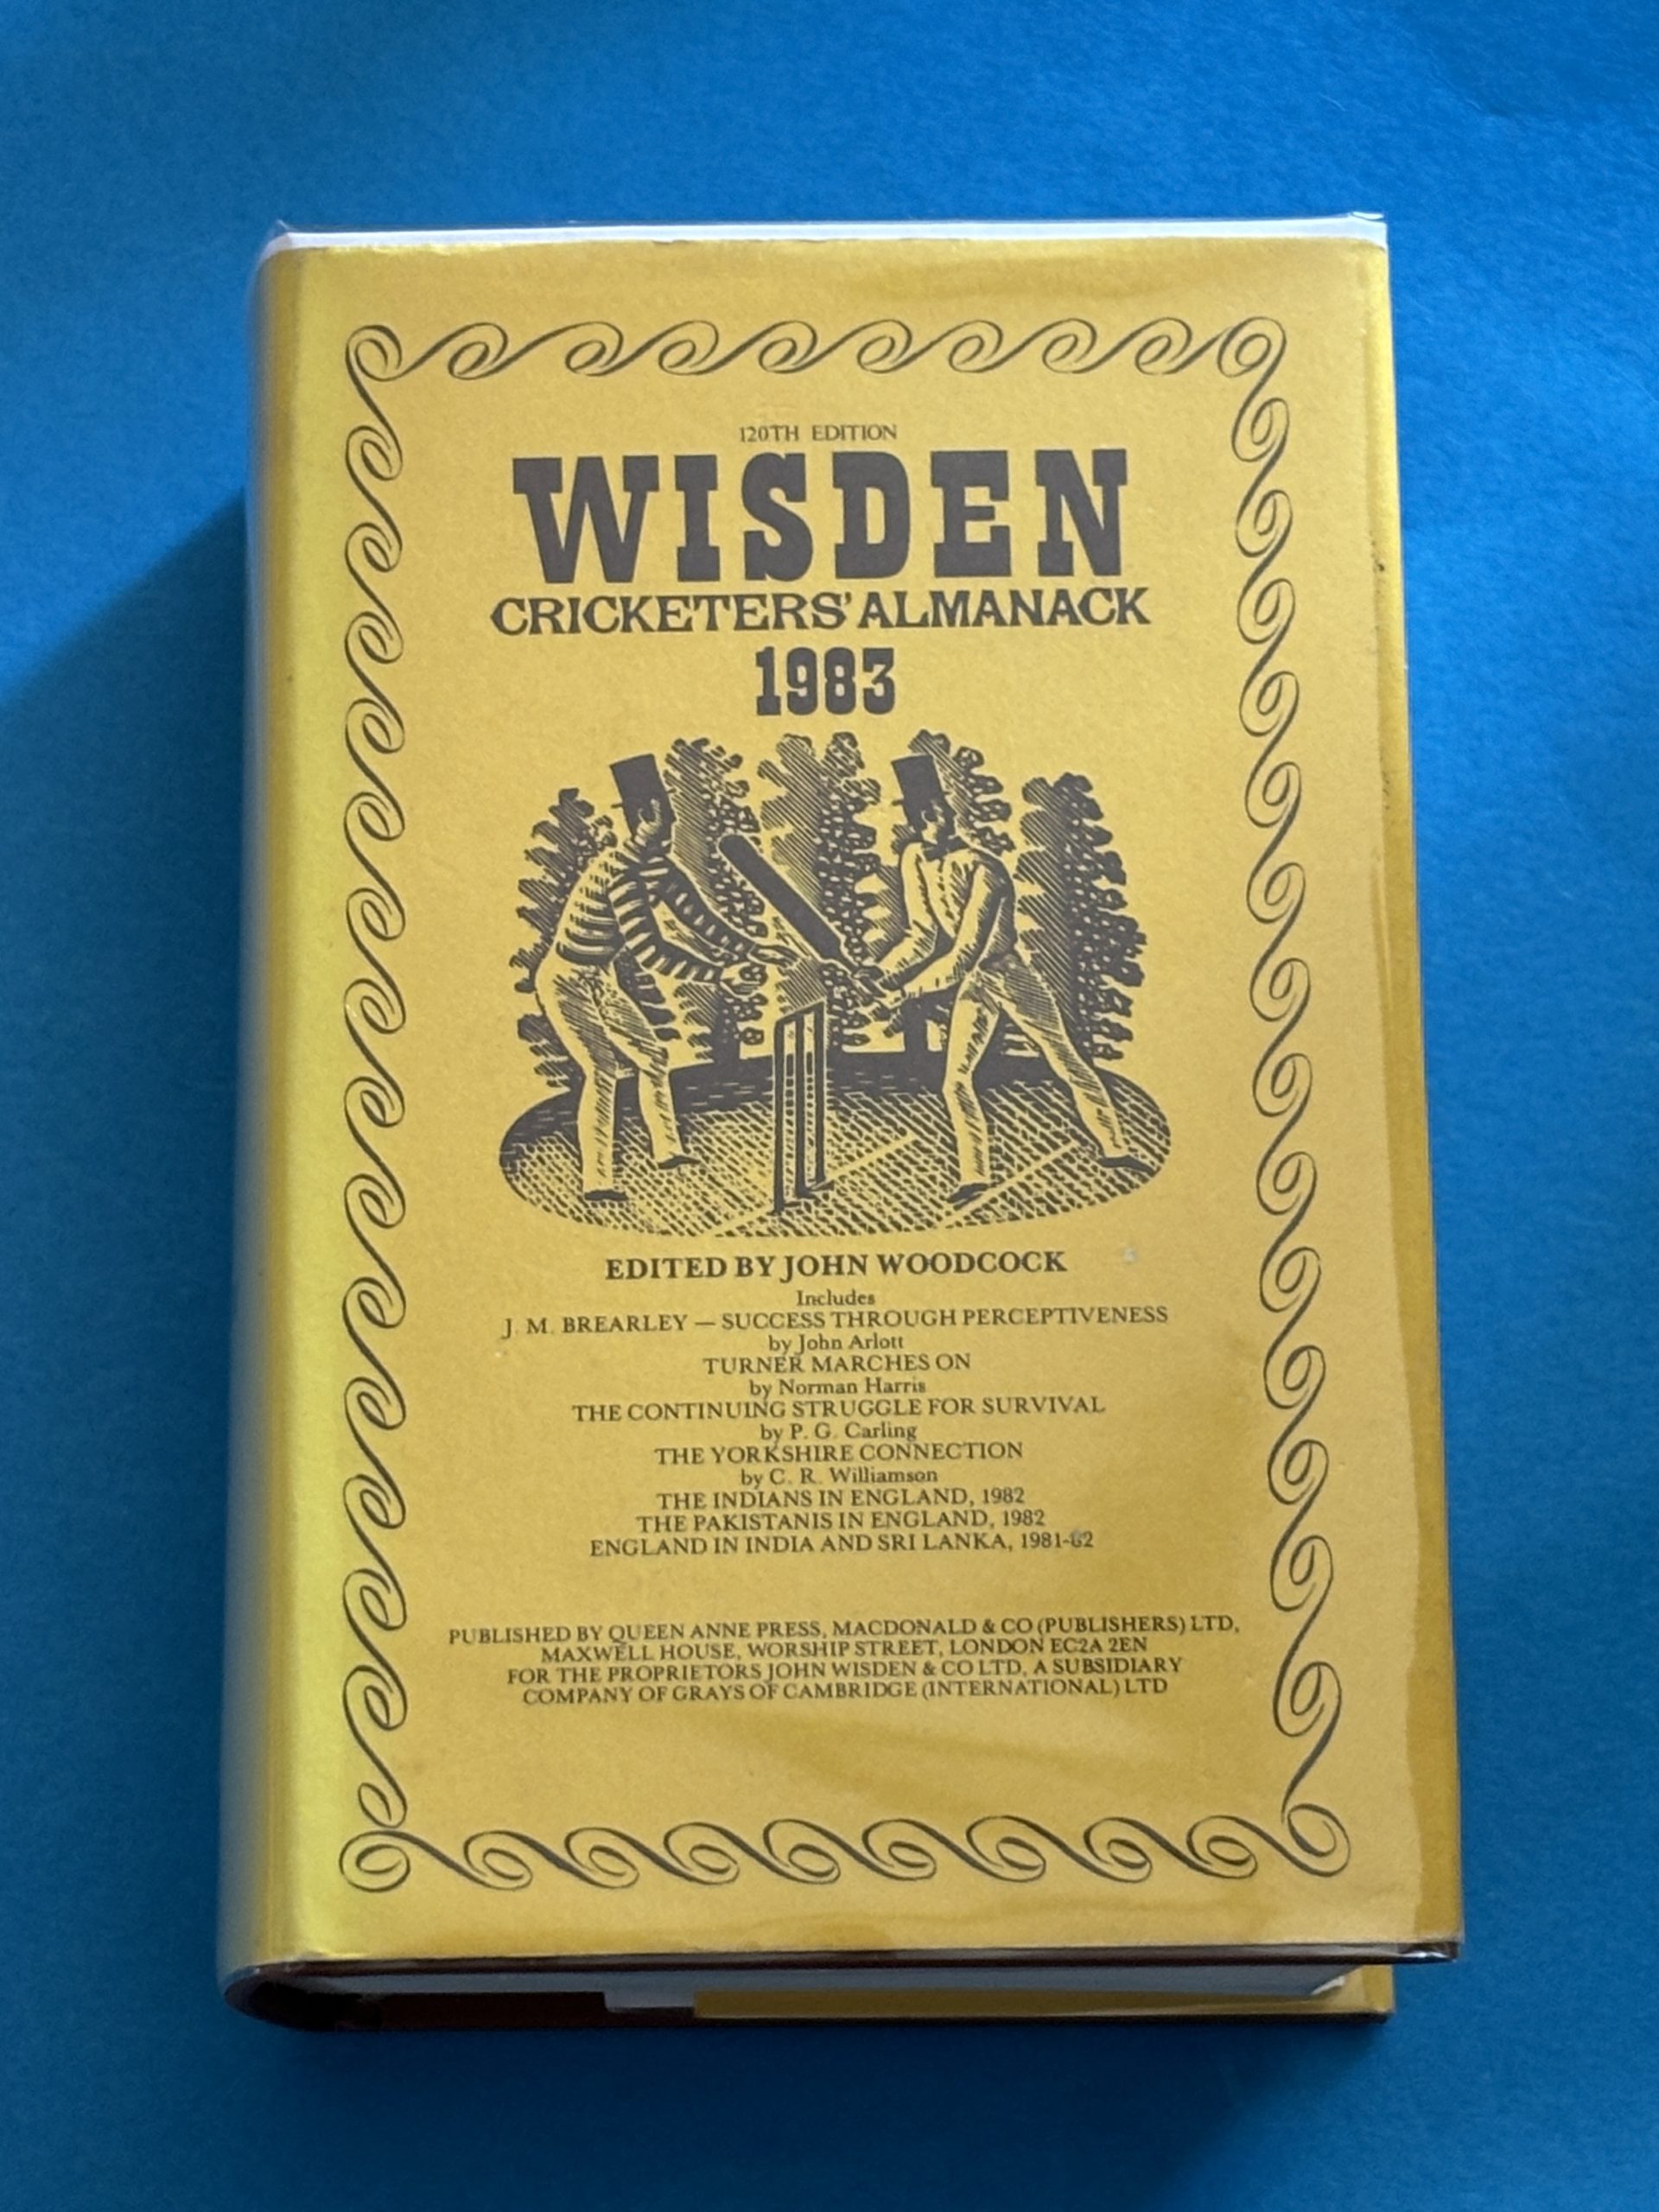 120TH EDITION
WISDEN
CRICKETERS' ALMANACK
1983
EDITED BY JOHN WOODCOCK
Includes
J. M. BREARLEY — SUCCESS THROUGH PERCEPTIVENESS
by John Arlott
TURNER MARCHES ON
by Norman Harris
THE CONTINUING STRUGGLE FOR SURVIVAL
by P. G. Carling
THE YORKSHIRE CONNECTION
by C. R. Williamson
THE INDIANS IN ENGLAND, 1982
THE PAKISTANIS IN ENGLAND, 1982
ENGLAND IN INDIA AND SRI LANKA, 1981-82
PUBLISHED BY QUEEN ANNE PRESS, MACDONALD & CO (PUBLISHERS) LTD,
MAXWELL HOUSE, WORSHIP STREET, LONDON EC2A 2EN
FOR THE PROPRIETORS JOHN WISDEN & CO LTD, A SUBSIDIARY
COMPANY OF GRAYS OF CAMBRIDGE (INTERNATIONAL) LTD